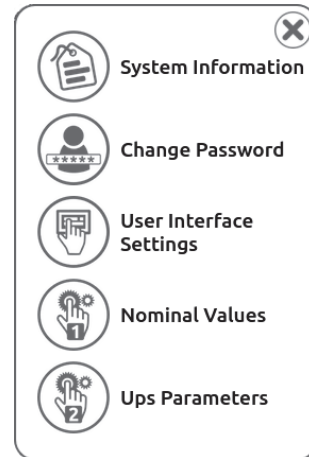 System Information
*****
Change Password
User Interface
Settings
1
Nominal Values
2
Ups Parameters